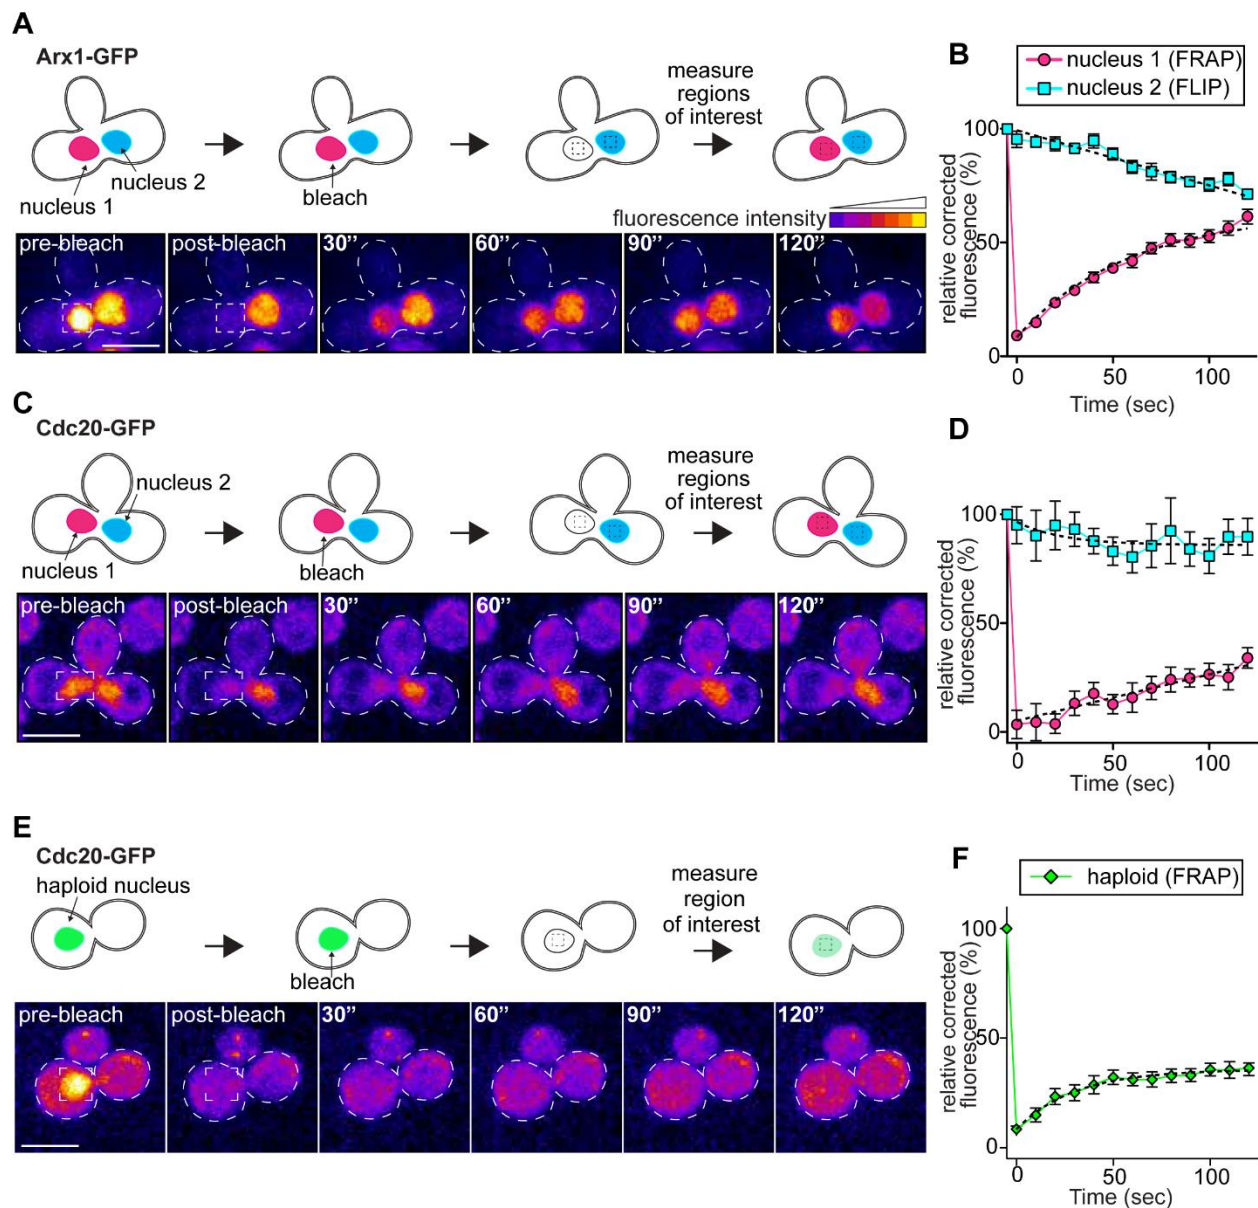 A
Arx1-GFP
nucleus 1
nucleus 2
bleach
measure
regions
of interest
fluorescence intensity
pre-bleach
post-bleach
30’’
60’’
90’’
120’’
B
nucleus 1 (FRAP)
nucleus 2 (FLIP)
relative corrected
fluorescence (%)
100
50
0
0
50
100
Time (sec)
C
Cdc20-GFP
nucleus 2
nucleus 1
bleach
measure
regions
of interest
pre-bleach
post-bleach
30’’
60’’
90’’
120’’
D
relative corrected
fluorescence (%)
100
50
0
0
50
100
Time (sec)
E
Cdc20-GFP
haploid nucleus
bleach
measure
region
of interest
pre-bleach
post-bleach
30’’
60’’
90’’
120’’
F
haploid (FRAP)
relative corrected
fluorescence (%)
100
50
0
0
50
100
Time (sec)